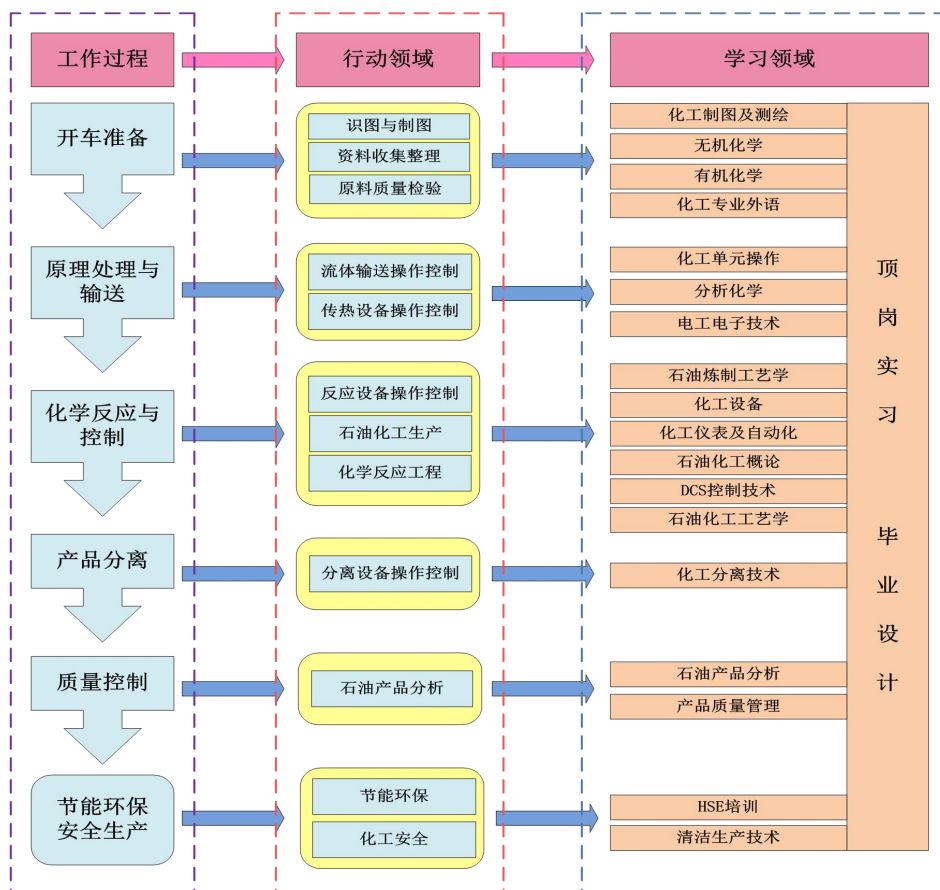 工作过程
行动领域
学习领域
开车准备
识图与制图
资料收集整理
原料质量检验
化工制图及测绘
无机化学
有机化学
化工专业外语
原理处理与
输送
流体输送操作控制
传热设备操作控制
化工单元操作
分析化学
电工电子技术
化学反应与
控制
反应设备操作控制
石油化工生产
化学反应工程
石油炼制工艺学
化工设备
化工仪表及自动化
石油化工概论
DCS控制技术
石油化工工艺学
产品分离
分离设备操作控制
化工分离技术
质量控制
石油产品分析
石油产品分析
产品质量管理
节能环保
安全生产
节能环保
化工安全
HSE培训
清洁生产技术
顶岗实习
毕业设计